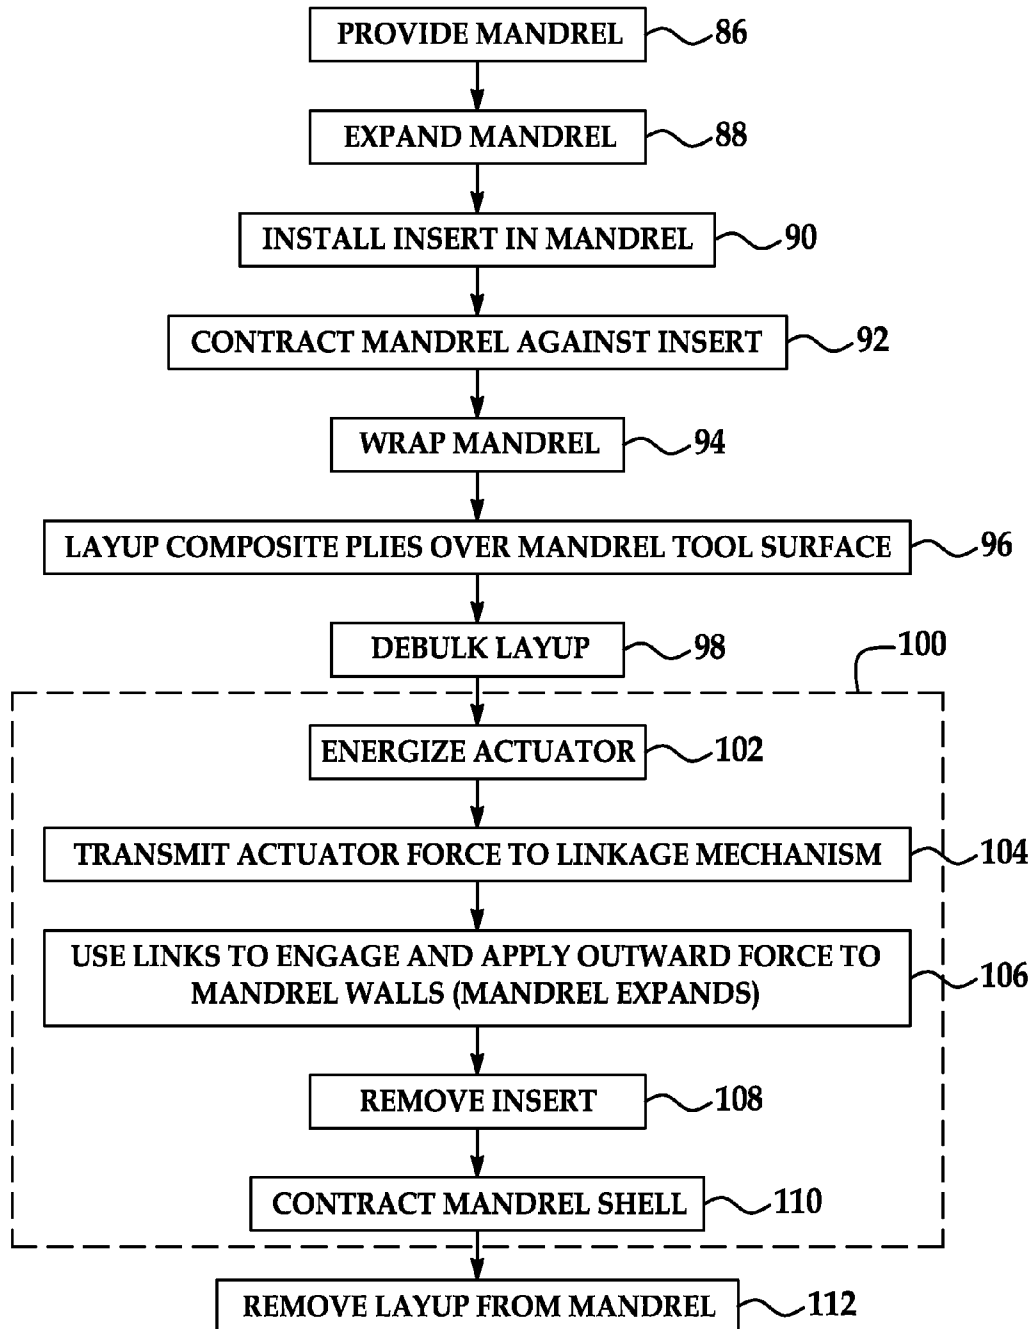 PROVIDE MANDREL 86
EXPAND MANDREL 88
INSTALL INSERT IN MANDREL 90
CONTRACT MANDREL AGAINST INSERT 92
WRAP MANDREL 94
LAYUP COMPOSITE PLIES OVER MANDREL TOOL SURFACE 96
DEBULK LAYUP 98
100
ENERGIZE ACTUATOR 102
TRANSMIT ACTUATOR FORCE TO LINKAGE MECHANISM 104
USE LINKS TO ENGAGE AND APPLY OUTWARD FORCE TO
MANDREL WALLS (MANDREL EXPANDS) 106
REMOVE INSERT 108
CONTRACT MANDREL SHELL 110
REMOVE LAYUP FROM MANDREL 112